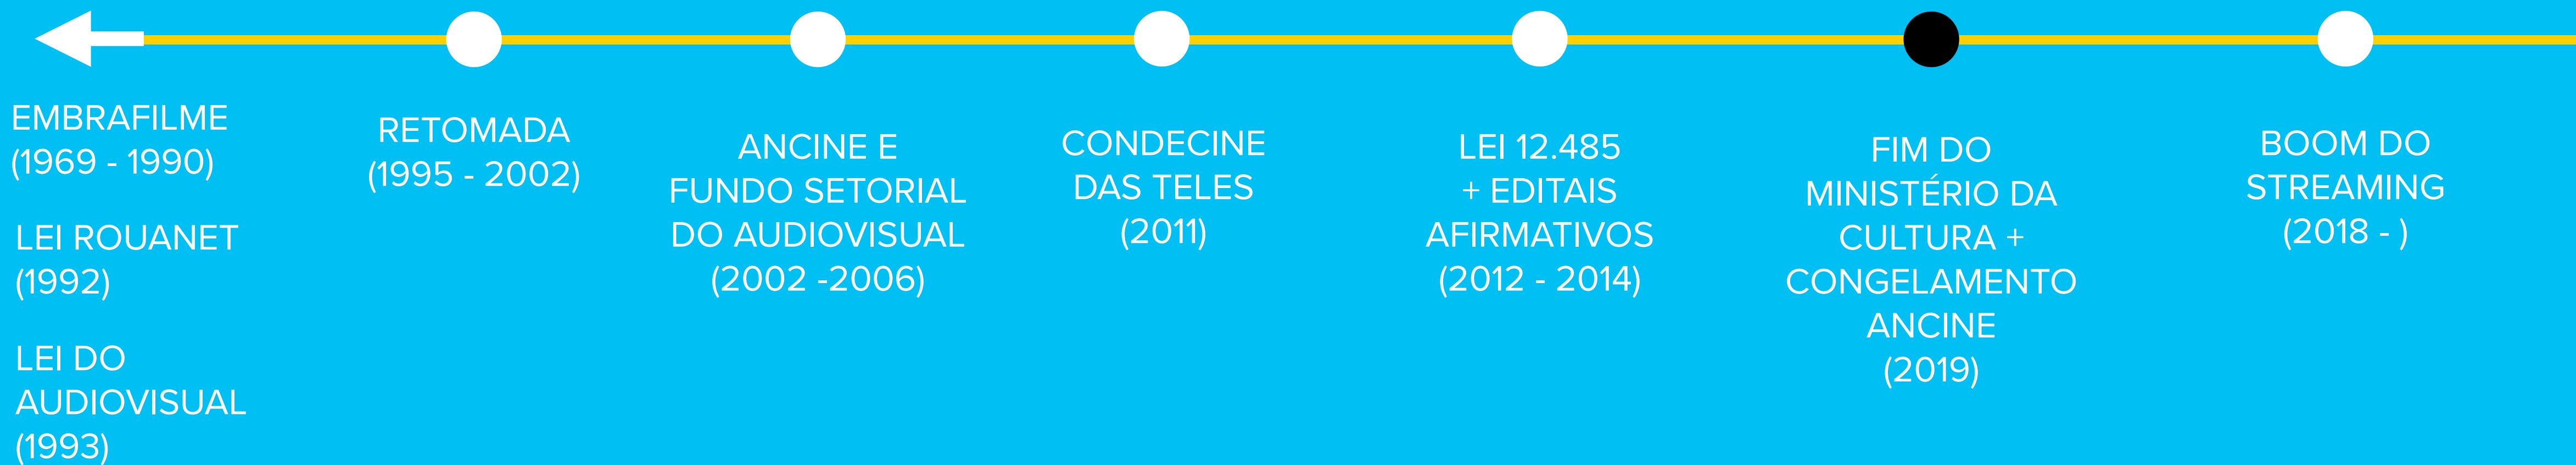 EMBRAFILME
(1969 - 1990)
LEI ROUANET
(1992)
LEI DO
AUDIOVISUAL
(1993)
RETOMADA
(1995 - 2002)
ANCINE E
FUNDO SETORIAL
DO AUDIOVISUAL
(2002 -2006)
CONDECINE
DAS TELES
(2011)
LEI 12.485
+ EDITAIS
AFIRMATIVOS
(2012 - 2014)
FIM DO
MINISTÉRIO DA
CULTURA +
CONGELAMENTO
ANCINE
(2019)
BOOM DO
STREAMING
(2018 - )